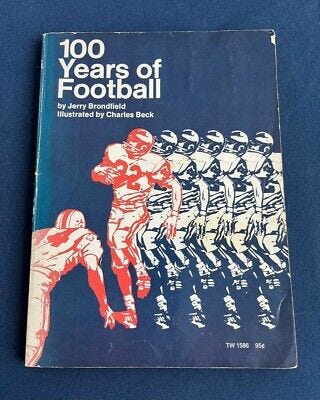 100
Years of
Football
by Jerry Brondfield
Illustrated by Charles Beck
22
TW 1586 95¢